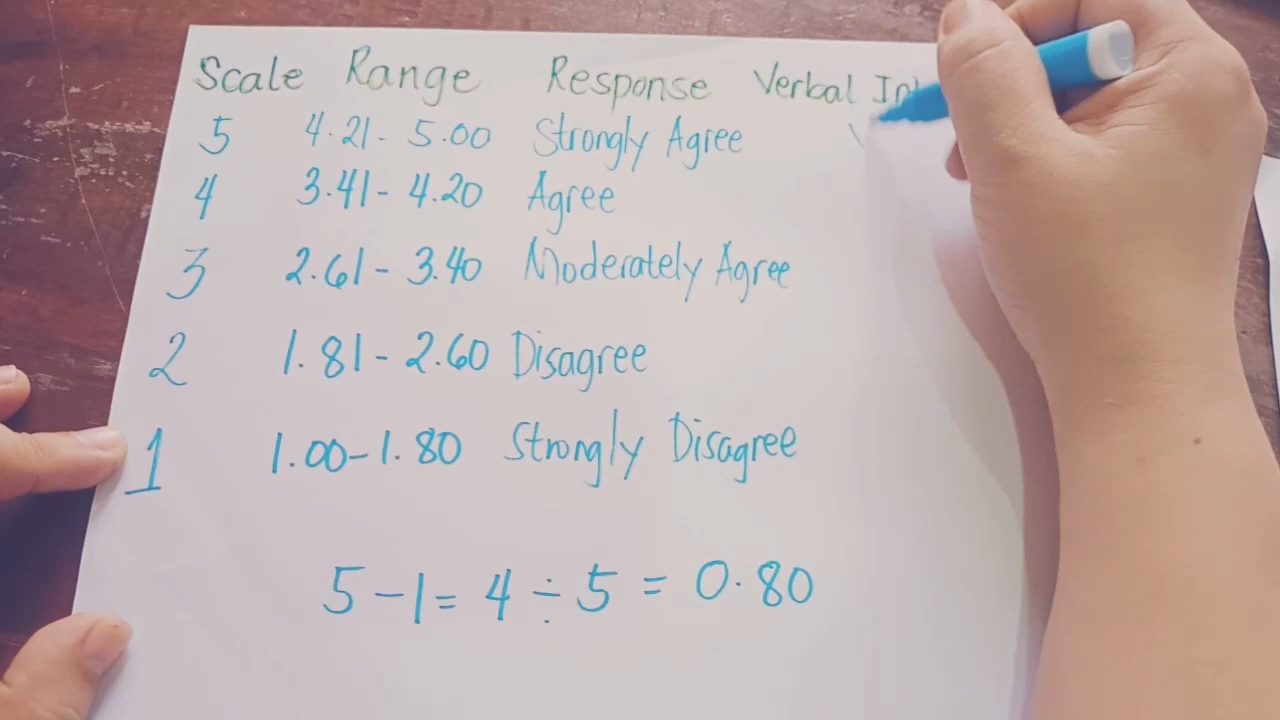 Scale Range Response Verbal
5 4.21- 5.00 Strongly Agree
4 3.41- 4.20 Agree
3 2.61- 3.40 Moderately Agree
2 1.81- 2.60 Disagree
1 1.00-1.80 Strongly Disagree
5-1= 4 ÷ 5 = 0.80